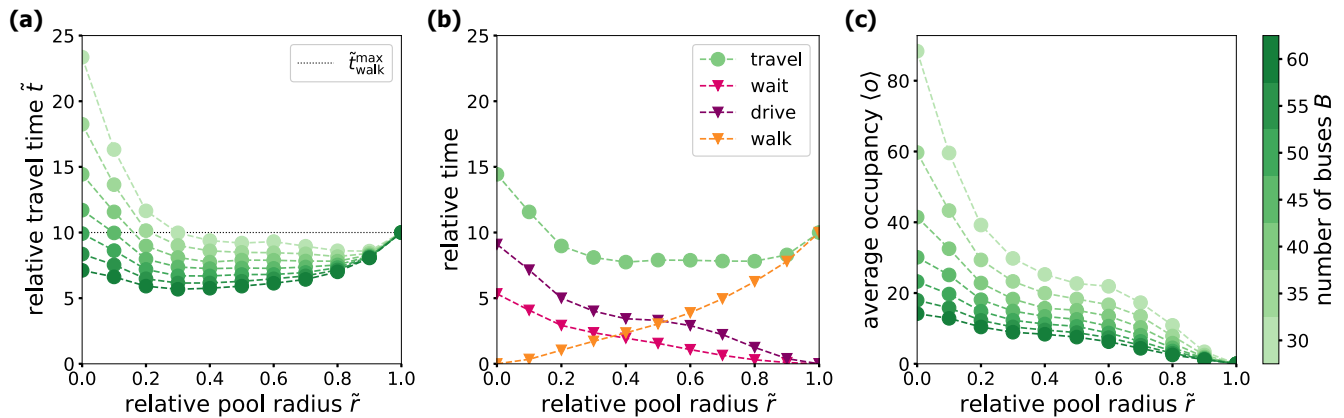 (a)
relative travel time t̃
25
20
15
10
5
0
t̃ max walk
0.0 0.2 0.4 0.6 0.8 1.0
relative pool radius r̃
(b)
relative time
25
20
15
10
5
0
travel
wait
drive
walk
0.0 0.2 0.4 0.6 0.8 1.0
relative pool radius r̃
(c)
average occupancy ⟨o⟩
80
60
40
20
0
0.0 0.2 0.4 0.6 0.8 1.0
relative pool radius r̃
60
55
50
45
40
35
30
number of buses B